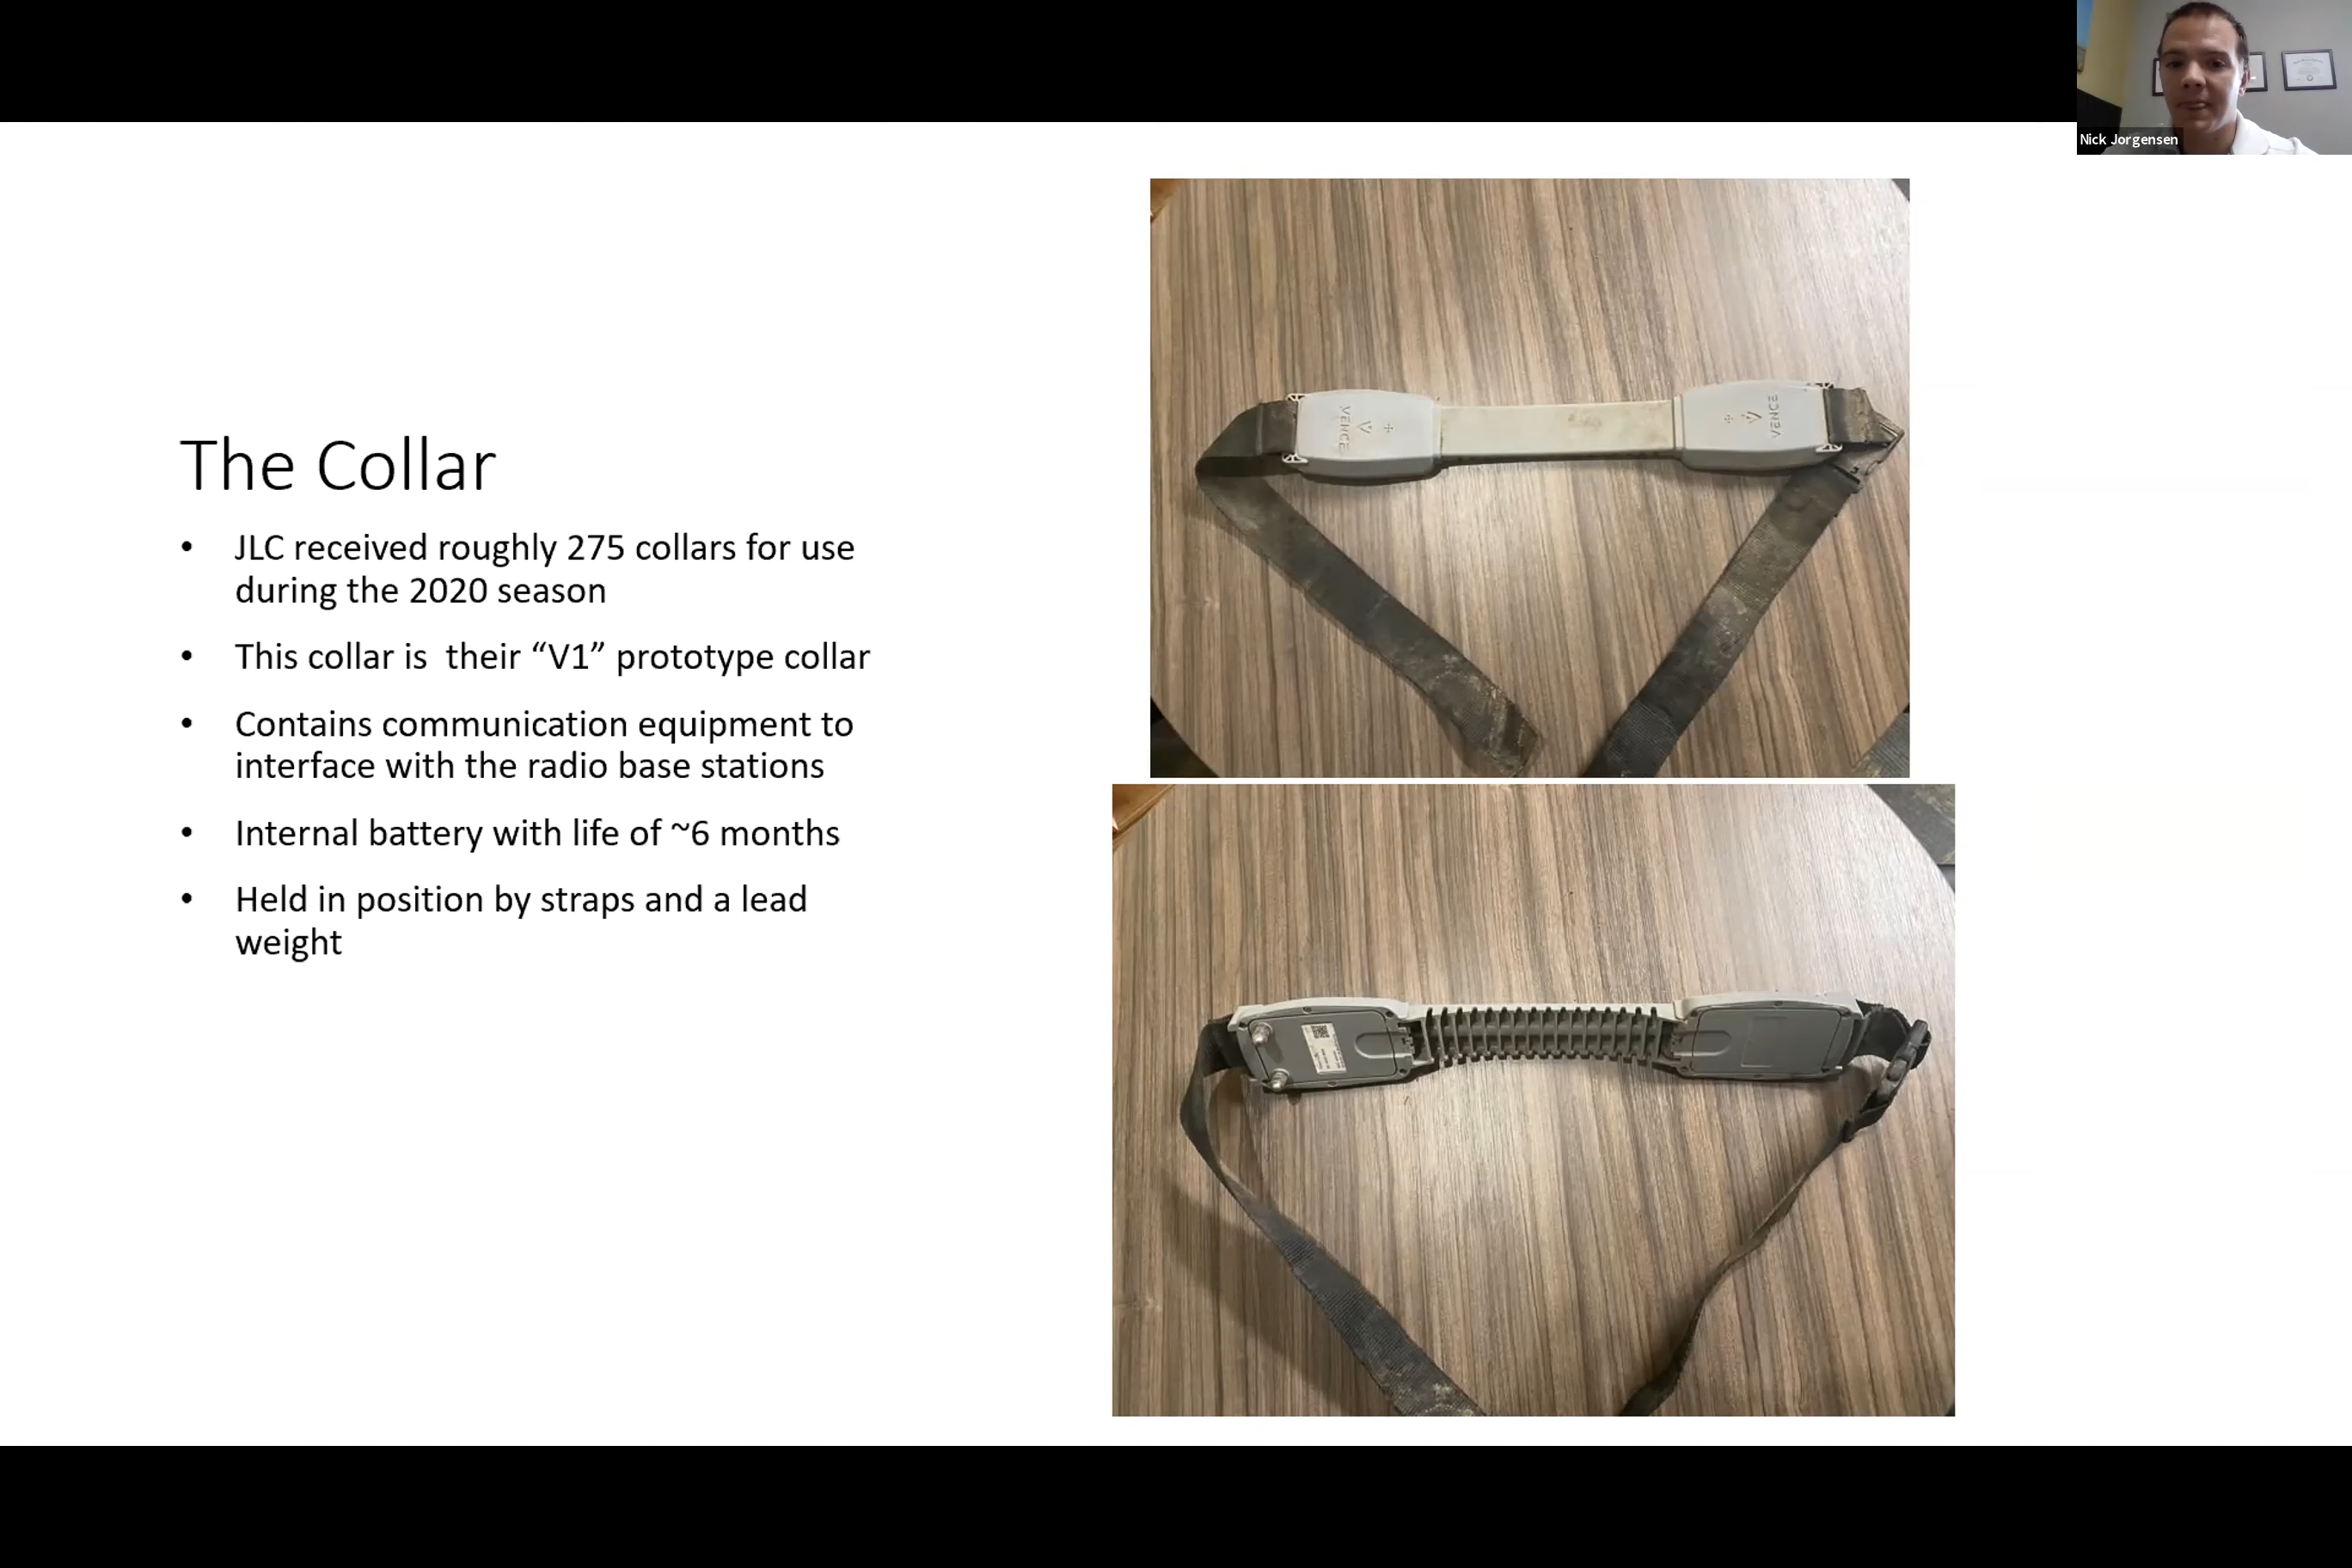 Nick Jorgensen
The Collar
• JLC received roughly 275 collars for use
during the 2020 season
• This collar is  their “V1” prototype collar
• Contains communication equipment to
interface with the radio base stations
• Internal battery with life of ~6 months
• Held in position by straps and a lead
weight
VENCE
VENCE